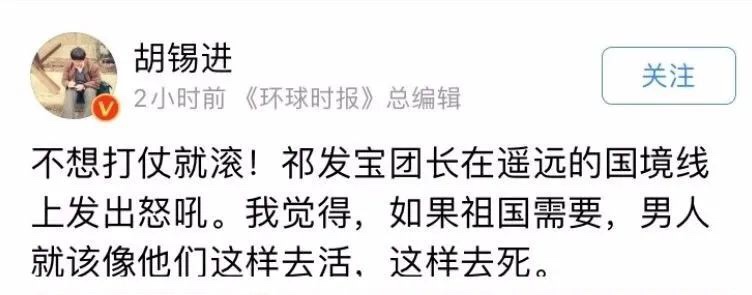 胡锡进
关注
2小时前 《环球时报》总编辑
不想打仗就滚！祁发宝团长在遥远的国境线
上发出怒吼。我觉得，如果祖国需要，男人
就该像他们这样去活，这样去死。